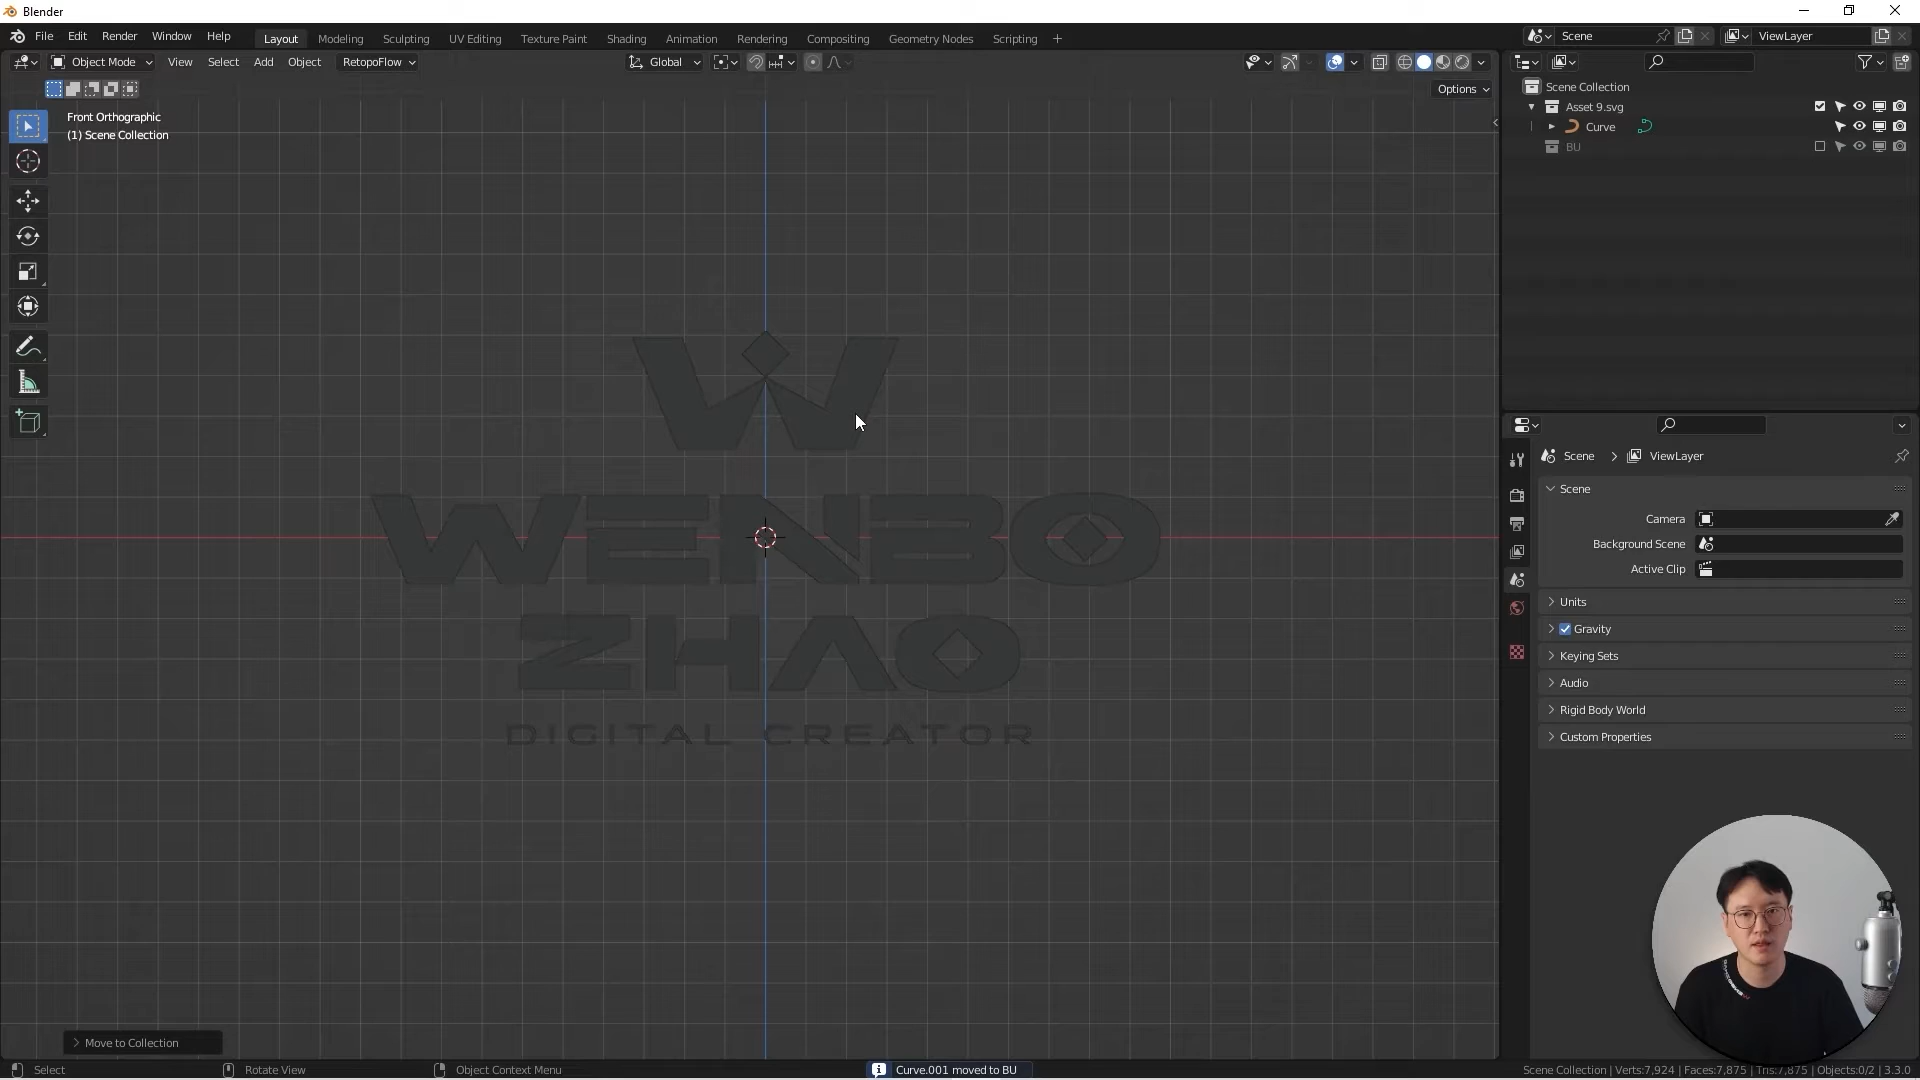 Blender
File Edit Render Window Help
Layout Modeling Sculpting UV Editing Texture Paint Shading Animation Rendering Compositing Geometry Nodes Scripting +
Scene
ViewLayer
Object Mode View Select Add Object RetopoFlow
Global
Options
Front Orthographic
(1) Scene Collection
Scene Collection
Asset 9.svg
Curve
BU
W
WENBO
ZHAO
DIGITAL CREATOR
Scene > ViewLayer
Scene
Camera
Background Scene
Active Clip
Units
Gravity
Keying Sets
Audio
Rigid Body World
Custom Properties
> Move to Collection
Select Rotate View Object Context Menu
Curve.001 moved to BU
Scene Collection | Verts:7,924 | Faces:7,875 | Tris:7,875 | Objects:0/2 | 3.3.0